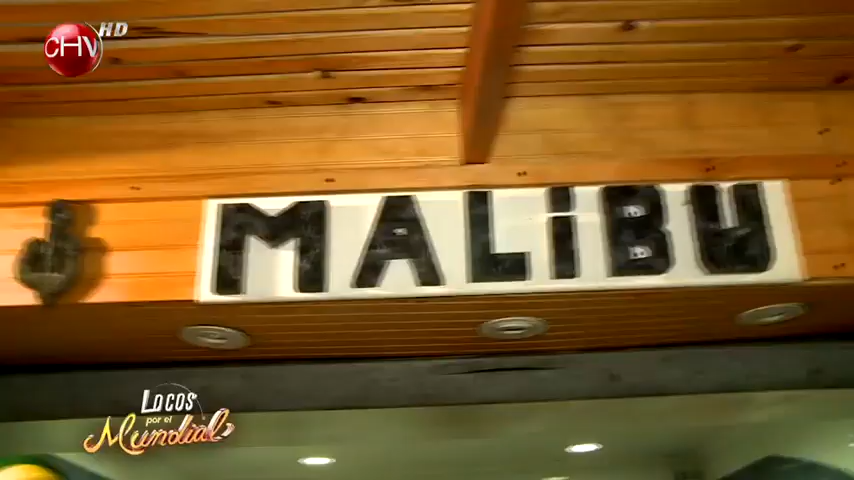 CHV HD
MALIBU
LOCOS
por el
Mundial